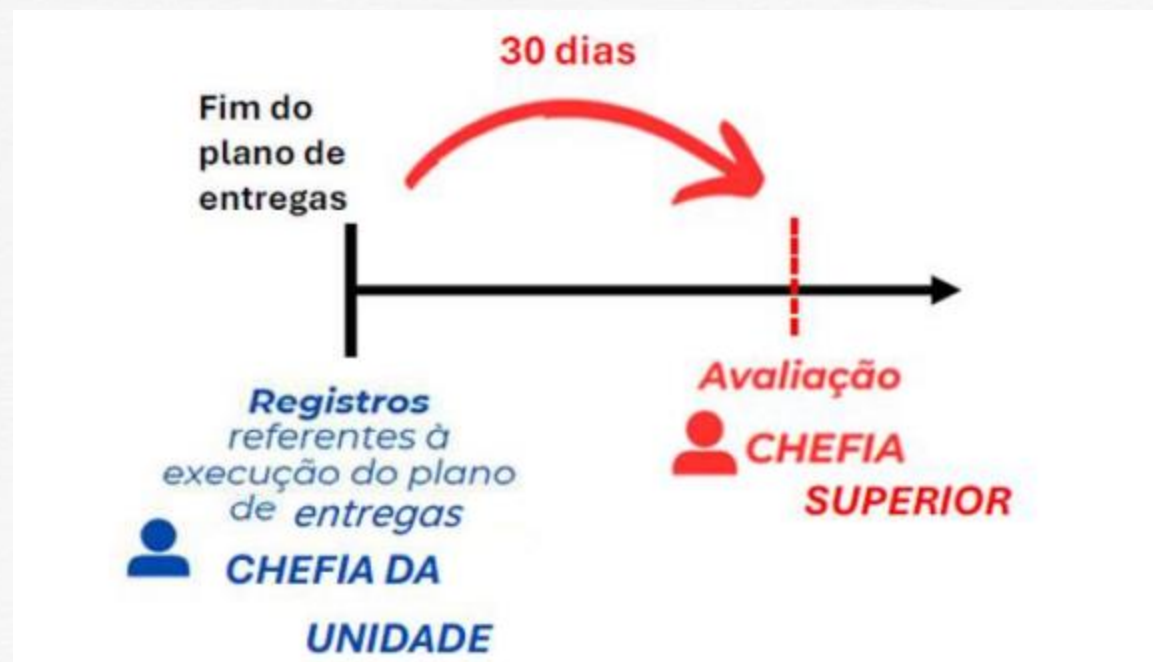 30 dias
Fim do
plano de
entregas
Registros
referentes à
execução do plano
de entregas
CHEFIA DA
UNIDADE
Avaliação
CHEFIA
SUPERIOR